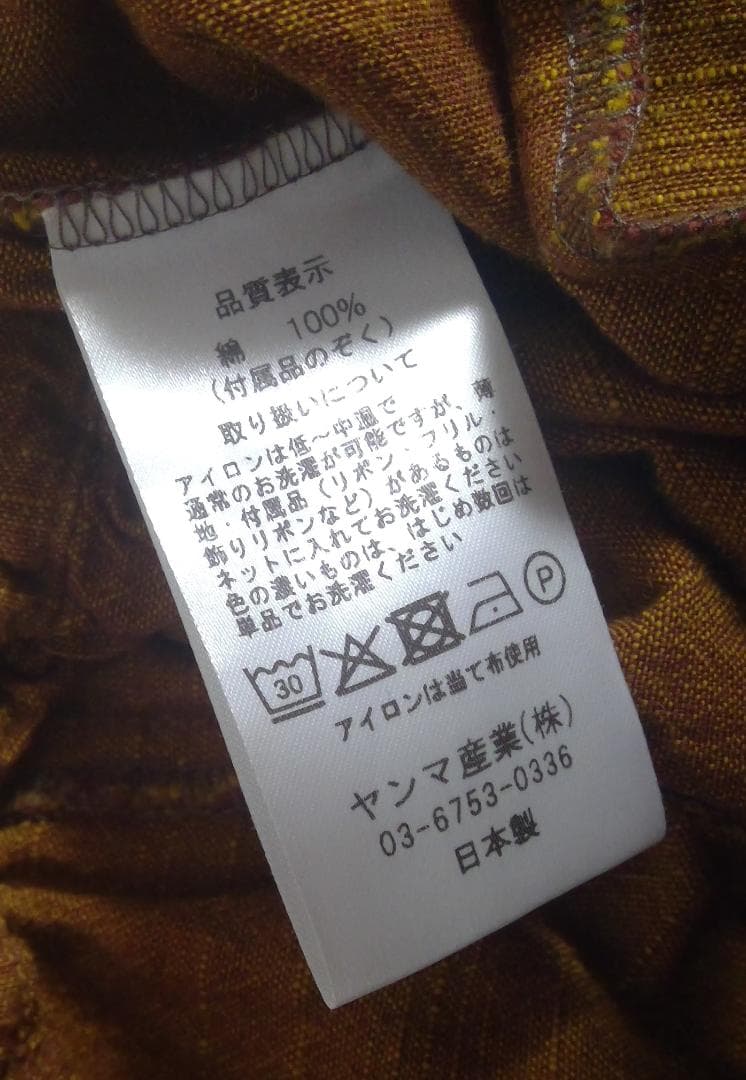 品質表示
綿　100%
(付属品のぞく)
取り扱いについて
アイロンは低〜中温で
通常のお洗濯が可能ですが、薄
地・付属品（リボン・フリル・
飾りリボンなど）があるものは
ネットに入れてお洗濯ください
色の濃いものは、はじめ数回は
単品でお洗濯ください
30
P
アイロンは当て布使用
ヤンマ産業(株)
03-6753-0336
日本製